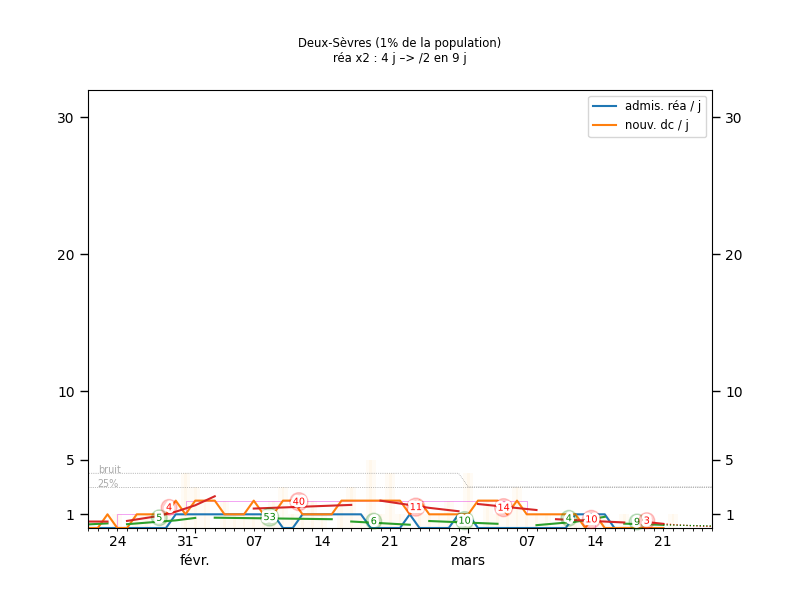 Deux-Sèvres (1% de la population)
réa x2 : 4 j –> /2 en 9 j
admis. réa / j
nouv. dc / j
30 30
20 20
10 10
5 5
1 1
bruit
25%
5 4 53 40 6 11 10 14 4 10 9 3
24 31 07 14 21 28 07 14 21
févr. mars